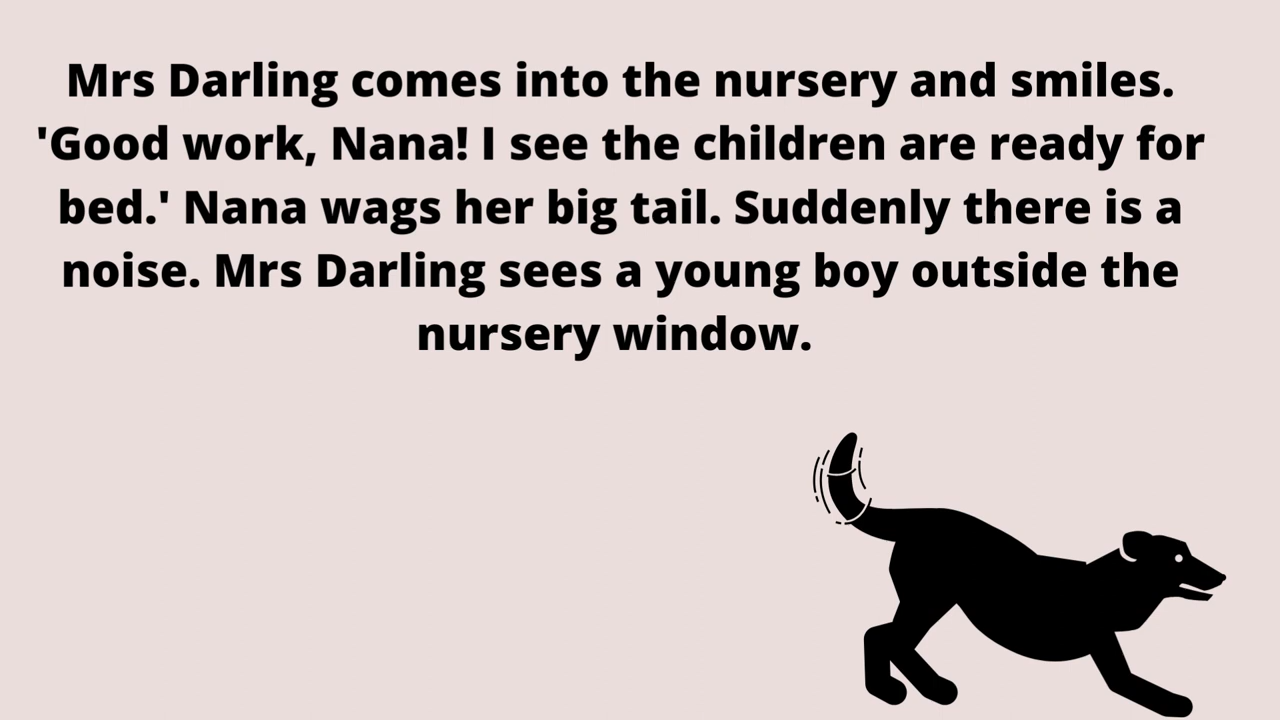 Mrs Darling comes into the nursery and smiles.
'Good work, Nana! I see the children are ready for
bed.' Nana wags her big tail. Suddenly there is a
noise. Mrs Darling sees a young boy outside the
nursery window.